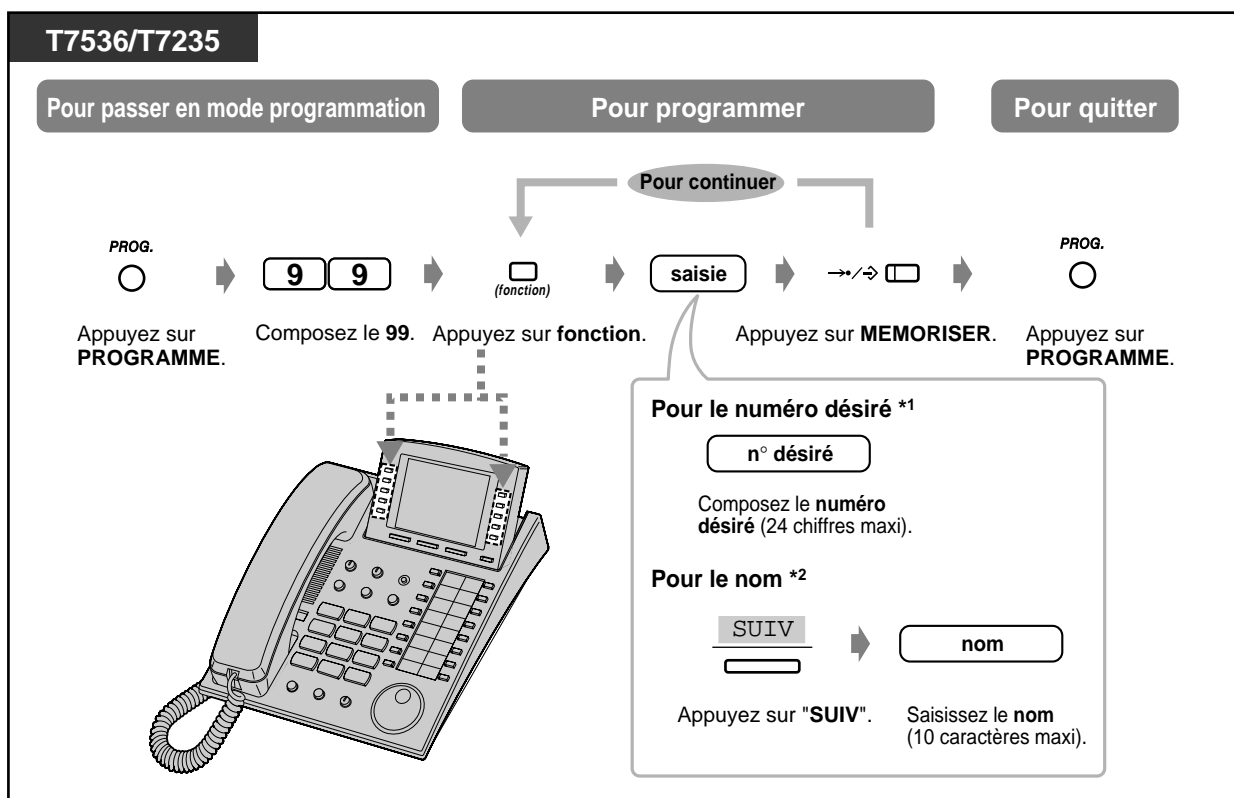 T7536/T7235
Pour passer en mode programmation
Pour programmer
Pour quitter
Pour continuer
PROG.
9 9
(fonction)
saisie
PROG.
Appuyez sur
PROGRAMME.
Composez le 99.
Appuyez sur fonction.
Appuyez sur MEMORISER.
Appuyez sur
PROGRAMME.
Pour le numéro désiré *1
n° désiré
Composez le numéro
désiré (24 chiffres maxi).
Pour le nom *2
SUIV
nom
Appuyez sur "SUIV".
Saisissez le nom
(10 caractères maxi).